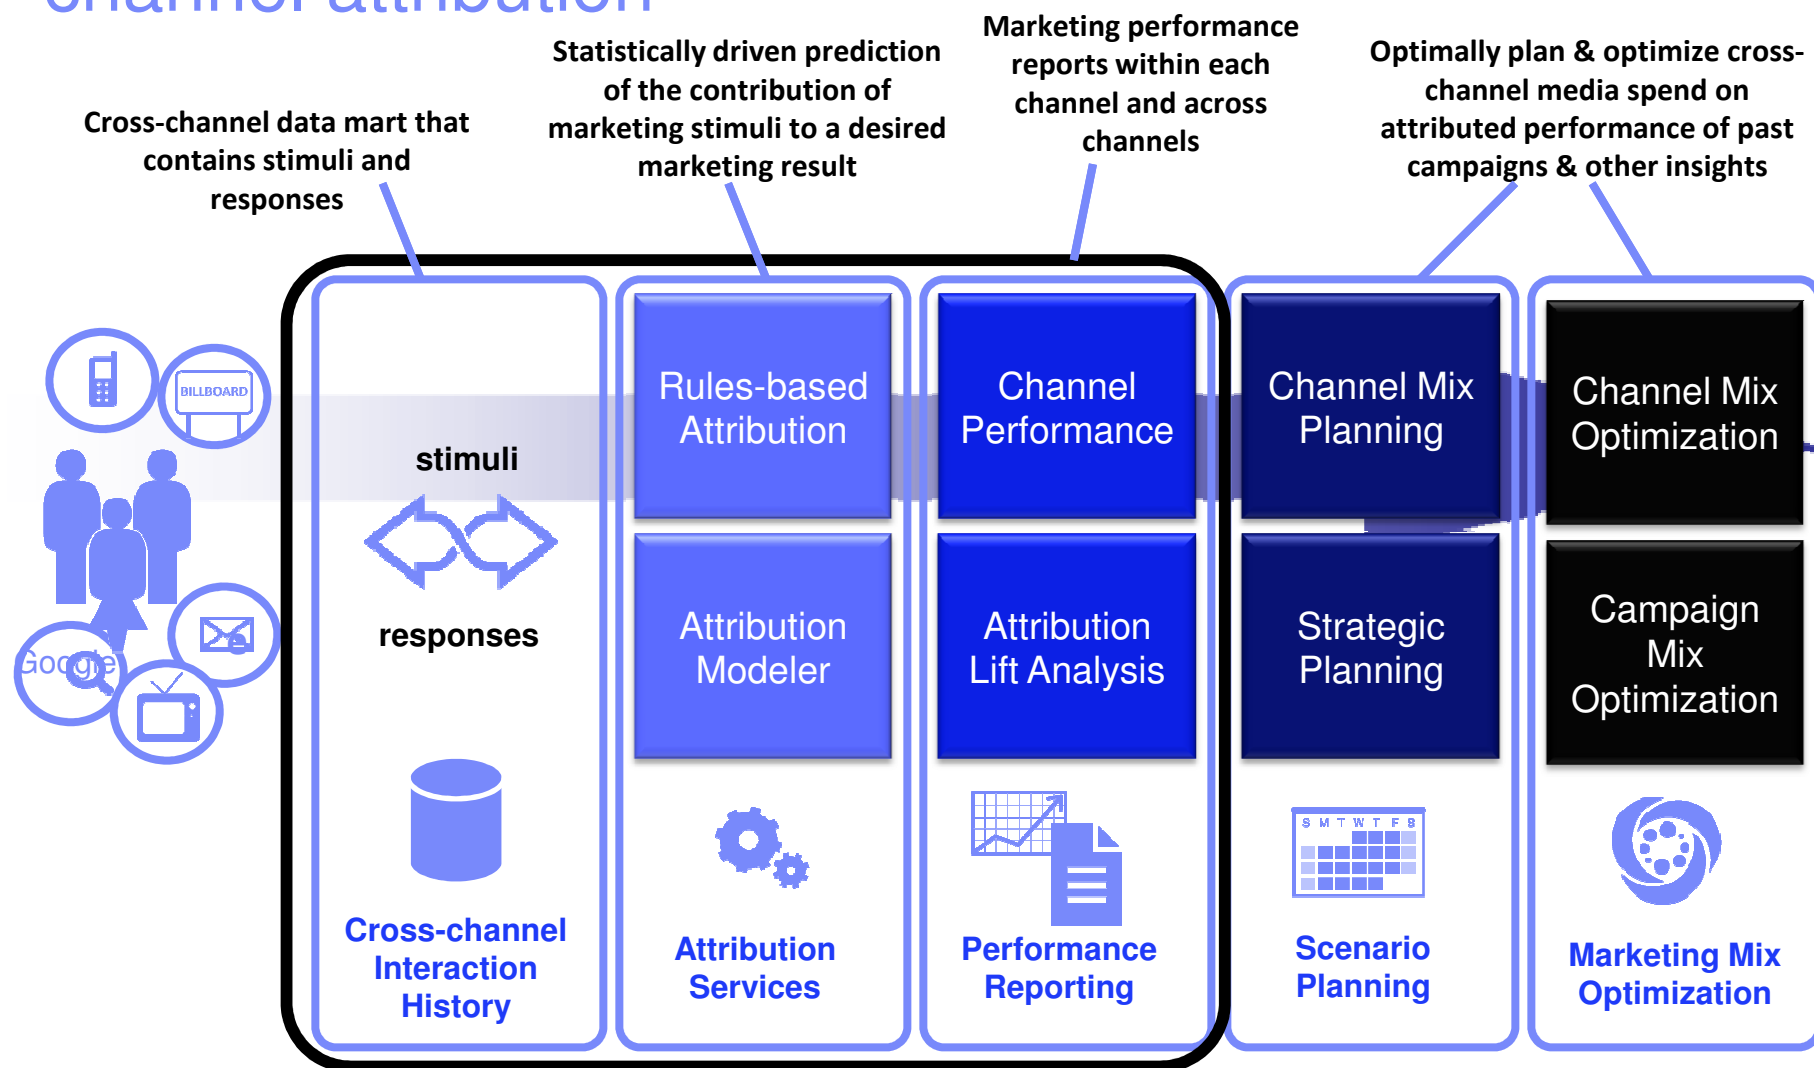 channel attribution
Cross-channel data mart that
contains stimuli and
responses
Statistically driven prediction
of the contribution of
marketing stimuli to a desired
marketing result
Marketing performance
reports within each
channel and across
channels
Optimally plan & optimize cross-
channel media spend on
attributed performance of past
campaigns & other insights
BILLBOARD
Google
stimuli
responses
Cross-channel
Interaction
History
Rules-based
Attribution
Attribution
Modeler
Attribution
Services
Channel
Performance
Attribution
Lift Analysis
Performance
Reporting
Channel Mix
Planning
Strategic
Planning
S M T W T F S
Scenario
Planning
Channel Mix
Optimization
Campaign
Mix
Optimization
Marketing Mix
Optimization